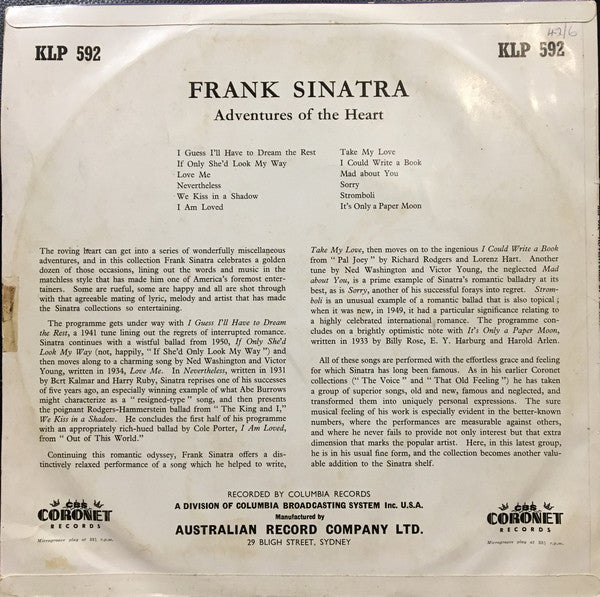 KLP 592
42/6
KLP 592
FRANK SINATRA
Adventures of the Heart
I Guess I'll Have to Dream the Rest
If Only She'd Look My Way
Love Me
Nevertheless
We Kiss in a Shadow
I Am Loved
Take My Love
I Could Write a Book
Mad about You
Sorry
Stromboli
It's Only a Paper Moon
The roving heart can get into a series of wonderfully miscellaneous
adventures, and in this collection Frank Sinatra celebrates a golden
dozen of those occasions, lining out the words and music in the
matchless style that has made him one of America's foremost enter-
tainers. Some are rueful, some are happy and all are shot through
with that agreeable mating of lyric, melody and artist that has made
the Sinatra collections so entertaining.
The programme gets under way with I Guess I'll Have to Dream
the Rest, a 1941 tune lining out the regrets of interrupted romance.
Sinatra continues with a wistful ballad from 1950, If Only She'd
Look My Way (not, happily, “ If She'd Only Look My Way ”) and
then moves along to a charming song by Ned Washington and Victor
Young, written in 1934, Love Me. In Nevertheless, written in 1931
by Bert Kalmar and Harry Ruby, Sinatra reprises one of his successes
of five years ago, an especially winning example of what Abe Burrows
might characterize as a “ resigned-type ” song, and then presents
the poignant Rodgers-Hammerstein ballad from “ The King and I,”
We Kiss in a Shadow. He concludes the first half of his programme
with an appropriately rich-hued ballad by Cole Porter, I Am Loved,
from “ Out of This World.”
Continuing this romantic odyssey, Frank Sinatra offers a dis-
tinctively relaxed performance of a song which he helped to write,
Take My Love, then moves on to the ingenious I Could Write a Book
from “ Pal Joey ” by Richard Rodgers and Lorenz Hart. Another
tune by Ned Washington and Victor Young, the neglected Mad
about You, is a prime example of Sinatra's romantic balladry at its
best, as is Sorry, another of his successful forays into regret. Strom-
boli is an unusual example of a romantic ballad that is also topical ;
when it was new, in 1949, it had a particular significance relating to
a highly celebrated international romance. The programme con-
cludes on a brightly optimistic note with It's Only a Paper Moon,
written in 1933 by Billy Rose, E. Y. Harburg and Harold Arlen.
All of these songs are performed with the effortless grace and feeling
for which Sinatra has long been famous. As in his earlier Coronet
collections (“ The Voice ” and “ That Old Feeling ”) he has taken
a group of superior songs, old and new, famous and neglected, and
transformed them into uniquely personal expressions. The sure
musical feeling of his work is especially evident in the better-known
numbers, where the performances are measurable against others,
and where he never fails to provide not only interest but that extra
dimension that marks the popular artist. Here, in this latest group,
he is in his usual fine form, and the collection becomes another valu-
able addition to the Sinatra shelf.
RECORDED BY COLUMBIA RECORDS
A DIVISION OF COLUMBIA BROADCASTING SYSTEM Inc. U.S.A.
Manufactured by
AUSTRALIAN RECORD COMPANY LTD.
29 BLIGH STREET, SYDNEY
CBS
CORONET
RECORDS
Microgroove play at 33⅓ r.p.m.
CBS
CORONET
RECORDS
Microgroove play at 33⅓ r.p.m.